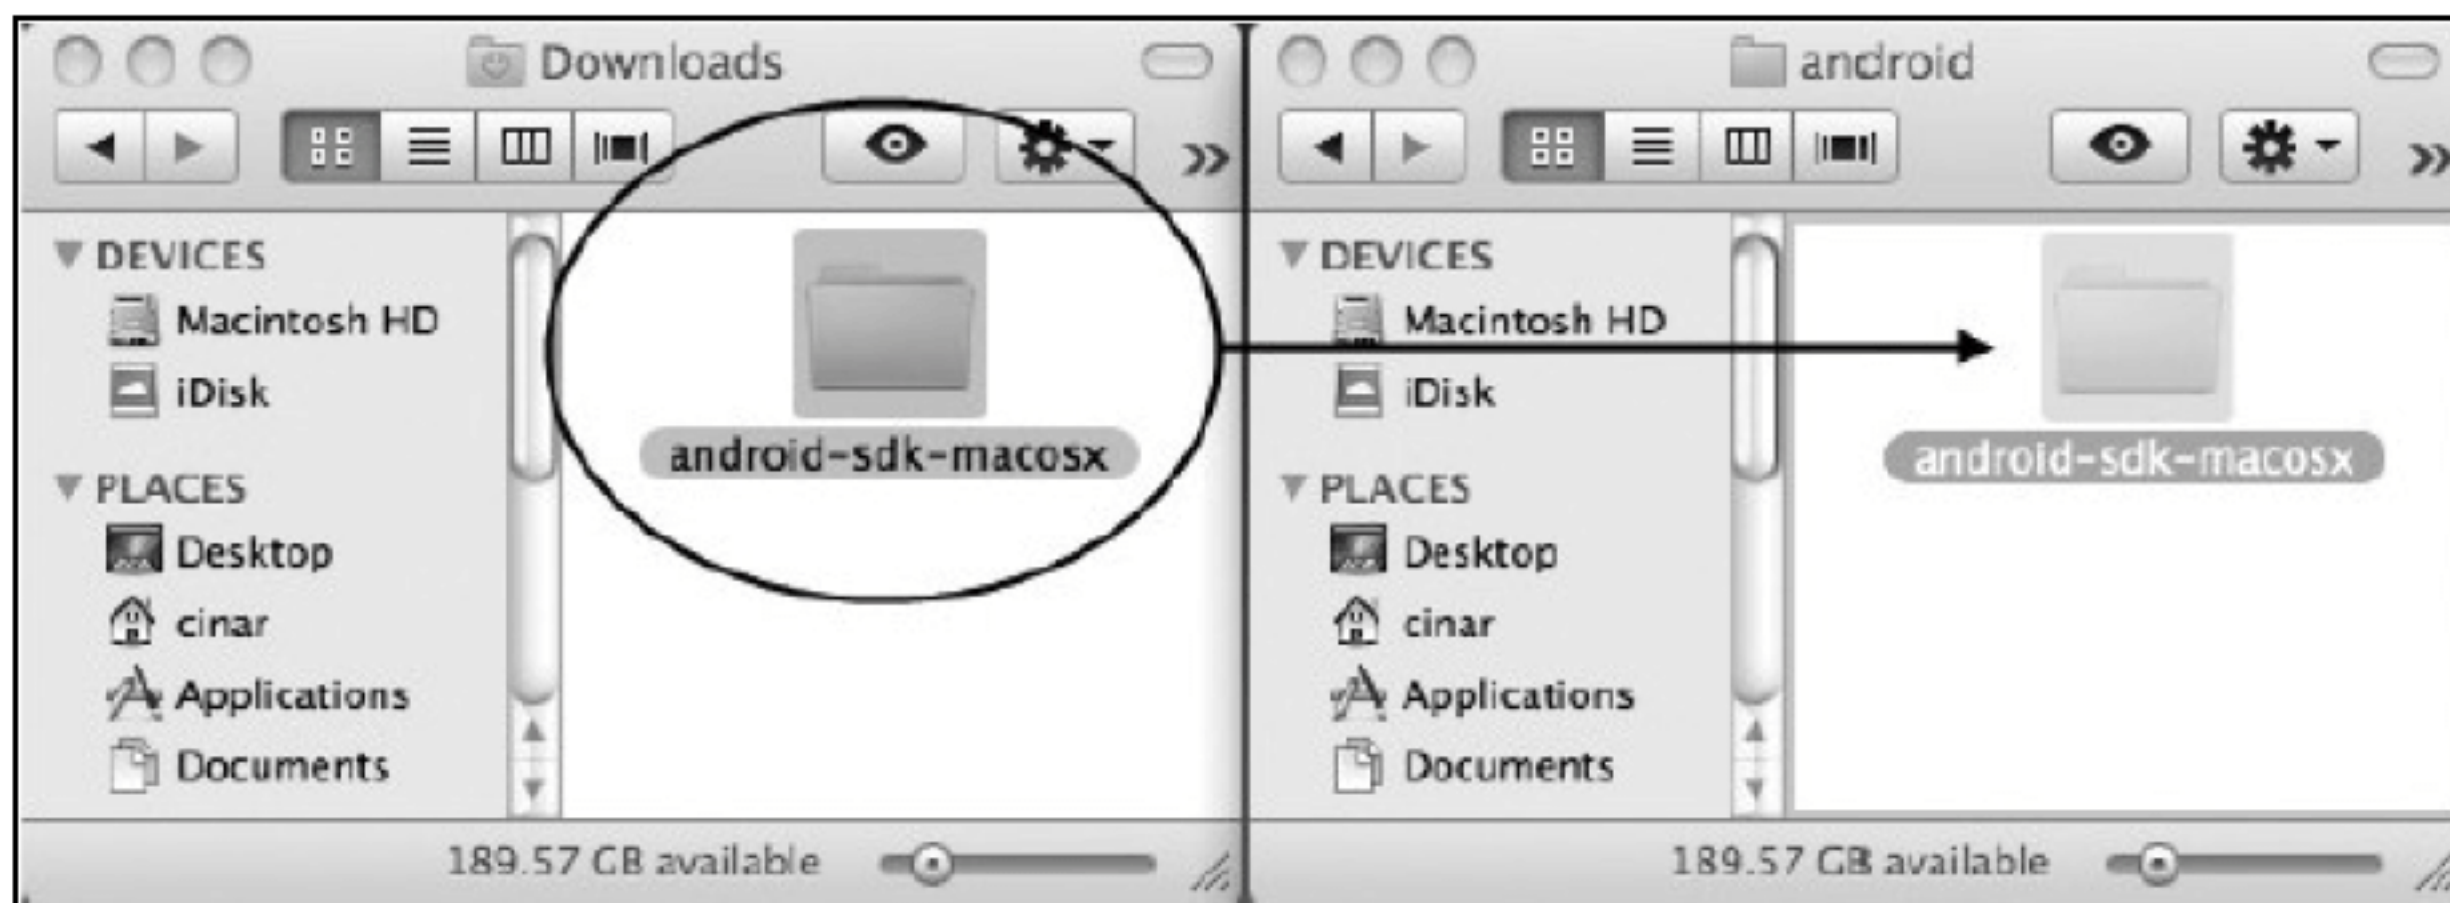 Downloads
DEVICES
Macintosh HD
iDisk
android-sdk-macosx
PLACES
Desktop
cinar
Applications
Documents
189.57 GB available
android
DEVICES
Macintosh HD
iDisk
android-sdk-macosx
PLACES
Desktop
cinar
Applications
Documents
189.57 GB available